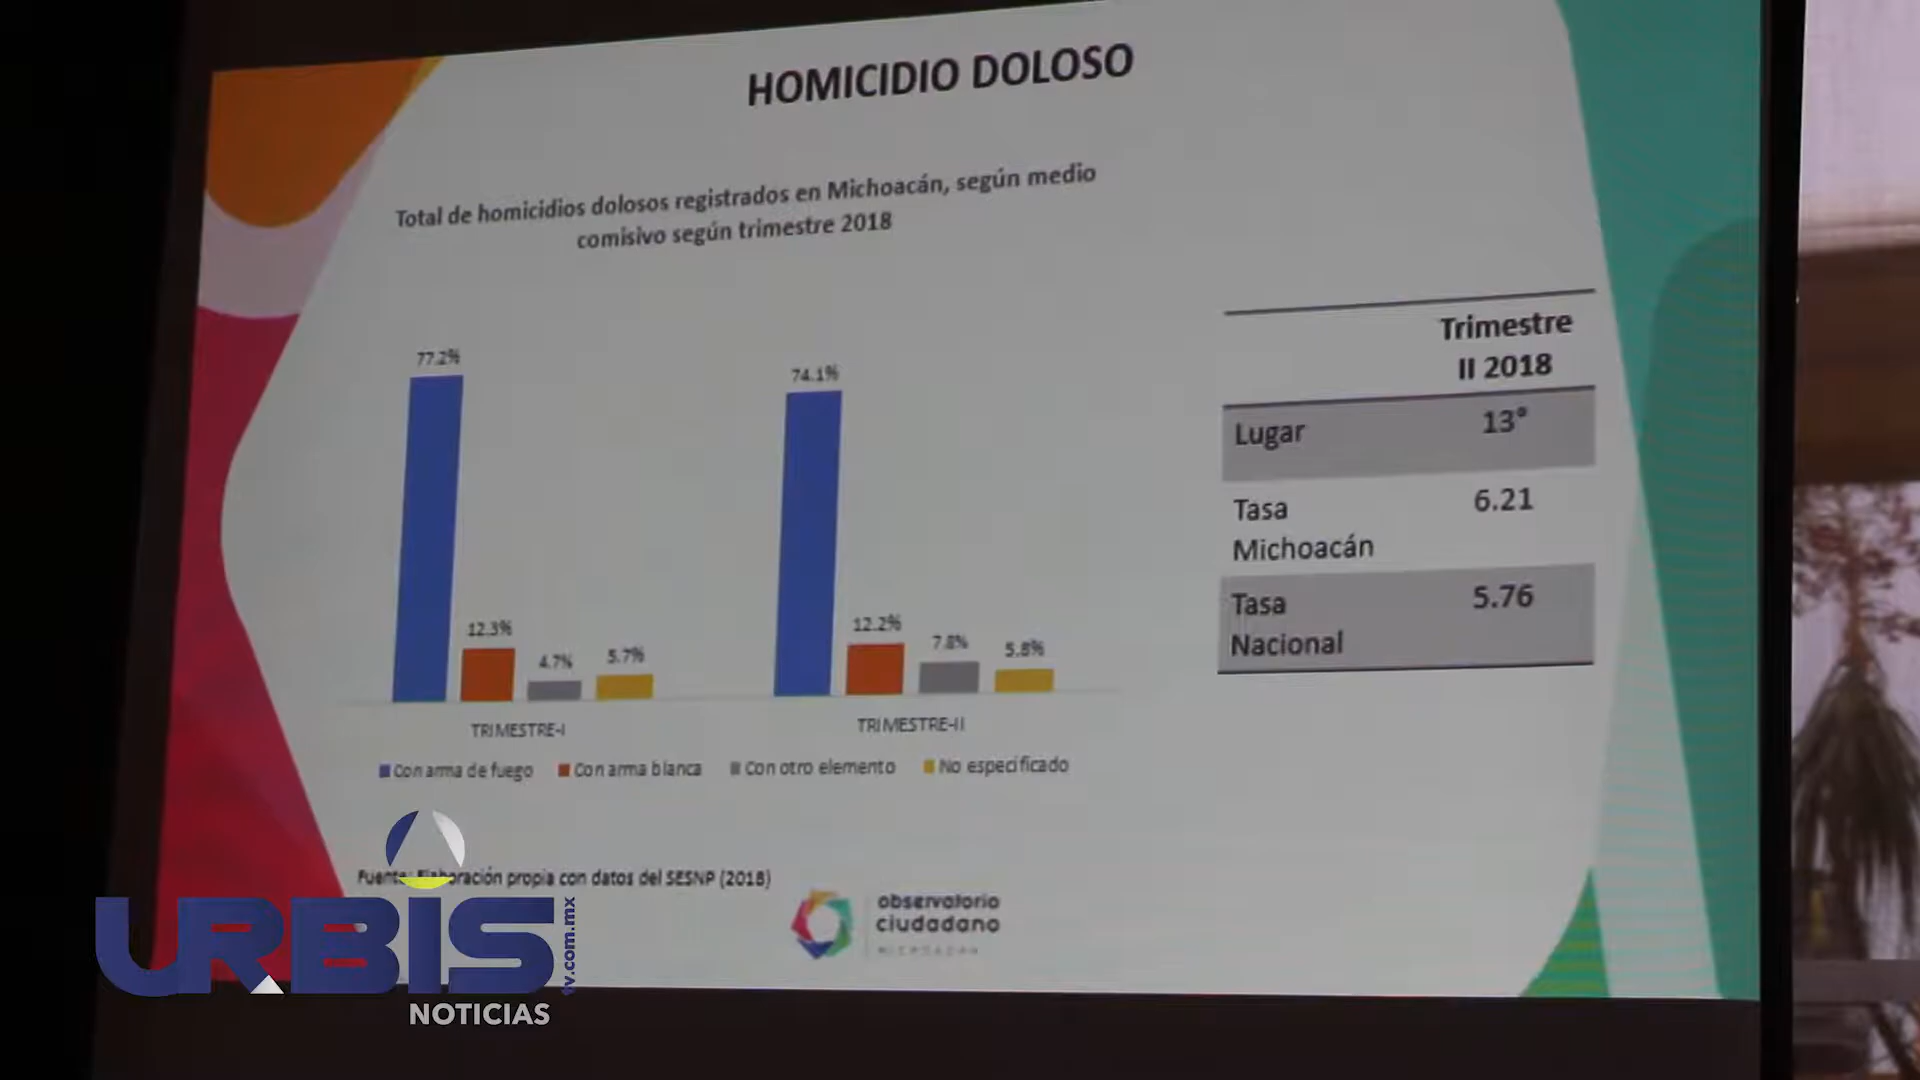 HOMICIDIO DOLOSO
Total de homicidios dolosos registrados en Michoacán, según medio
comisivo según trimestre 2018
77.2%
12.3%
4.7%
5.7%
74.1%
12.2%
7.8%
5.8%
TRIMESTRE-I
TRIMESTRE-II
Con arma de fuego
Con arma blanca
Con otro elemento
No especificado
Trimestre
II 2018
Lugar
13°
Tasa
Michoacán
6.21
Tasa
Nacional
5.76
Fuente: Elaboración propia con datos del SESNP (2018)
observatorio
ciudadano
MICHOACÁN
URBIS
tv.com.mx
NOTICIAS